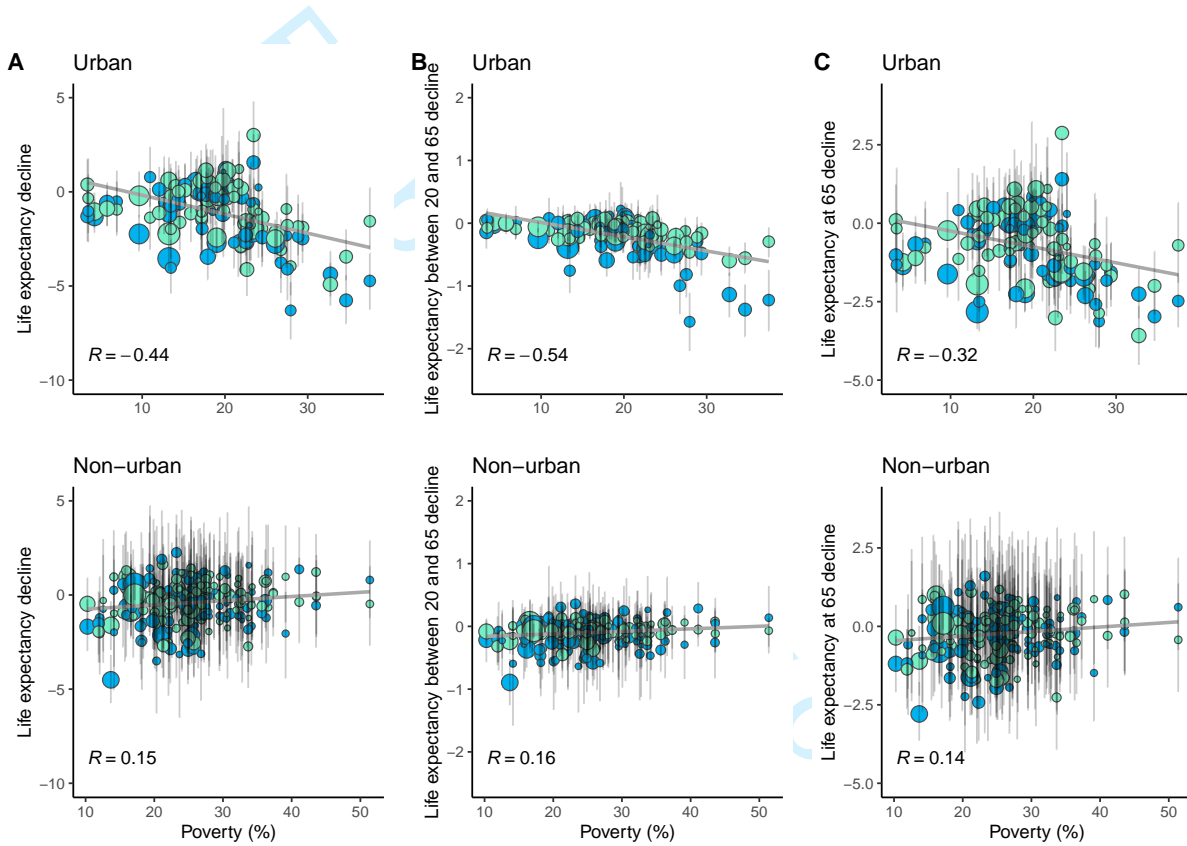 A
Urban
Life expectancy decline
5
0
−5
−10
R = −0.44
10 20 30
B
Urban
Life expectancy between 20 and 65 decline
2
1
0
−1
−2
R = −0.54
10 20 30
C
Urban
Life expectancy at 65 decline
2.5
0.0
−2.5
−5.0
R = −0.32
10 20 30
Non−urban
Life expectancy decline
5
0
−5
−10
R = 0.15
10 20 30 40 50
Poverty (%)
Non−urban
Life expectancy between 20 and 65 decline
2
1
0
−1
−2
R = 0.16
10 20 30 40 50
Poverty (%)
Non−urban
Life expectancy at 65 decline
2.5
0.0
−2.5
−5.0
R = 0.14
10 20 30 40 50
Poverty (%)